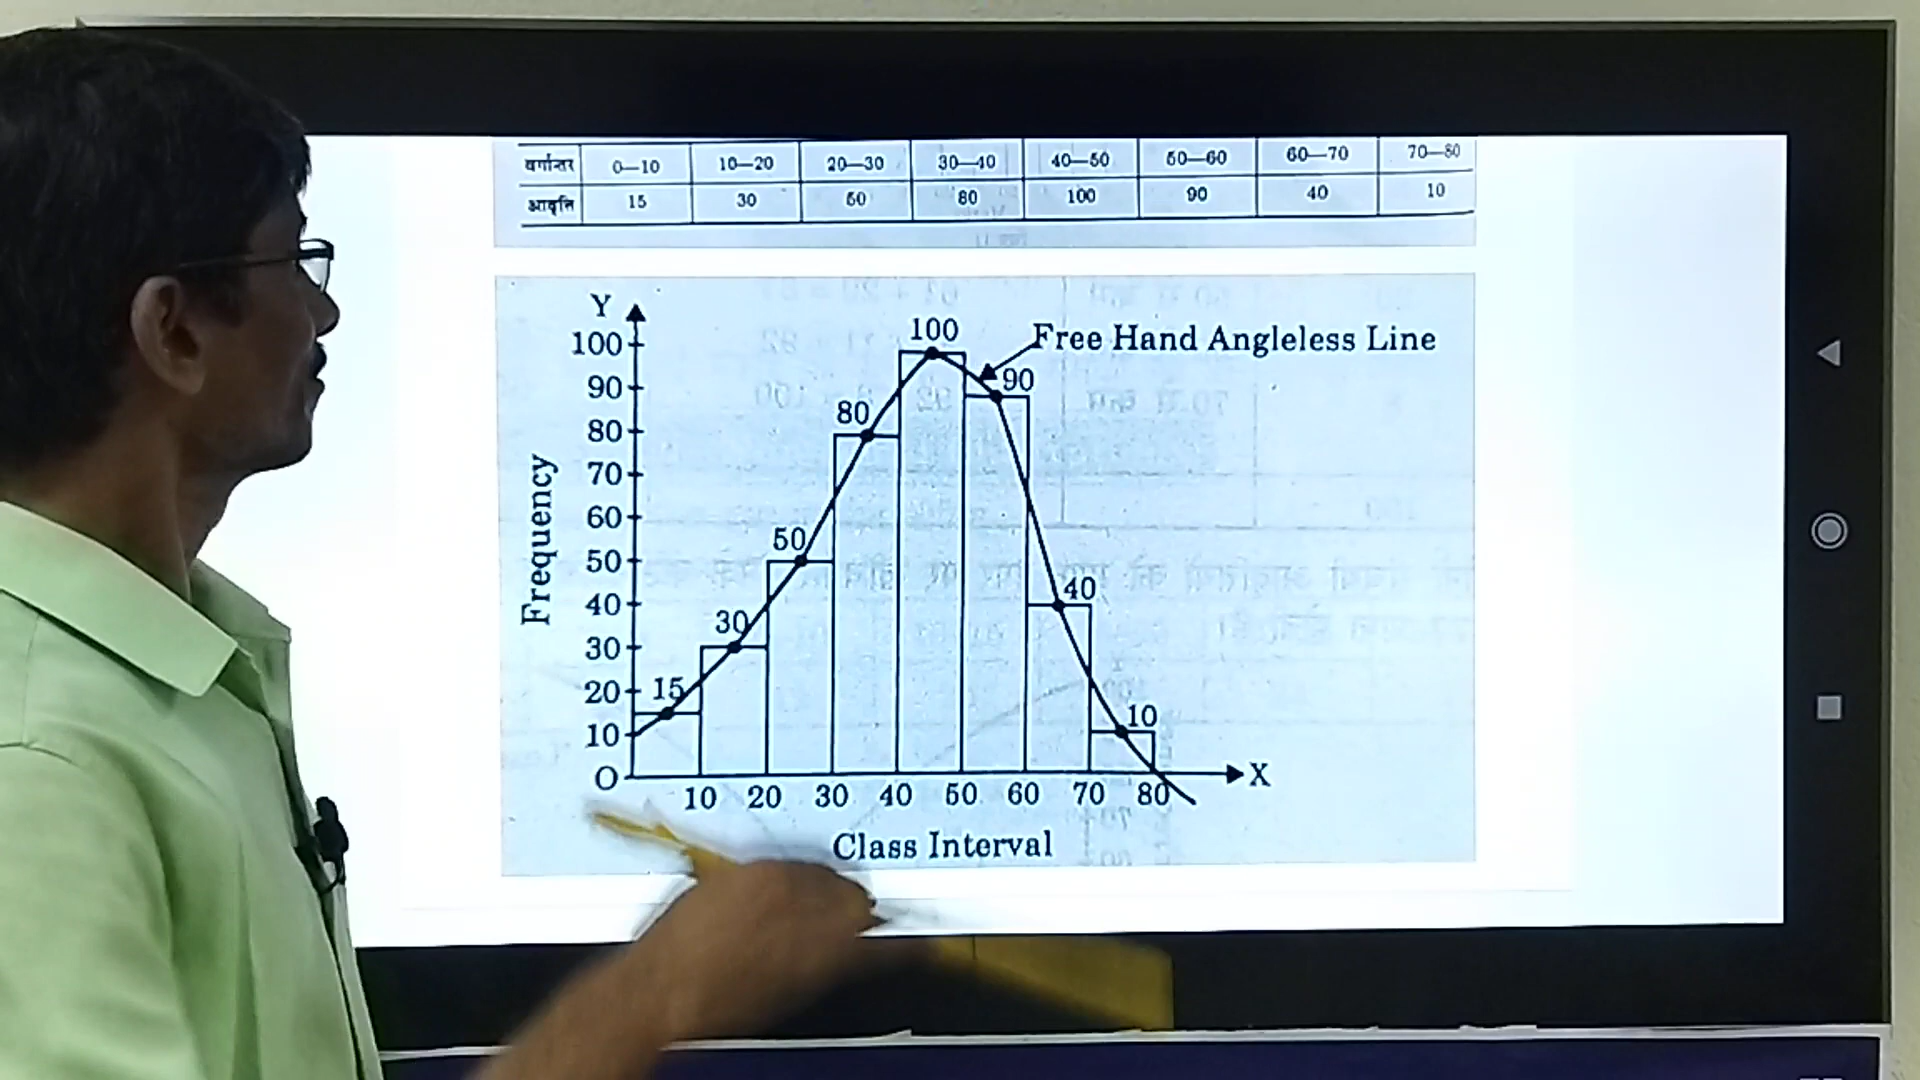 वर्गान्तर 0—10 10—20 20—30 30—40 40—50 50—60 60—70 70—80
आवृत्ति 15 30 50 80 100 90 40 10
Y
100
100
Free Hand Angleless Line
90
90
80
80
70
60
50
50
40
40
30
30
20
15
10
10
O
X
10 20 30 40 50 60 70 80
Frequency
Class Interval